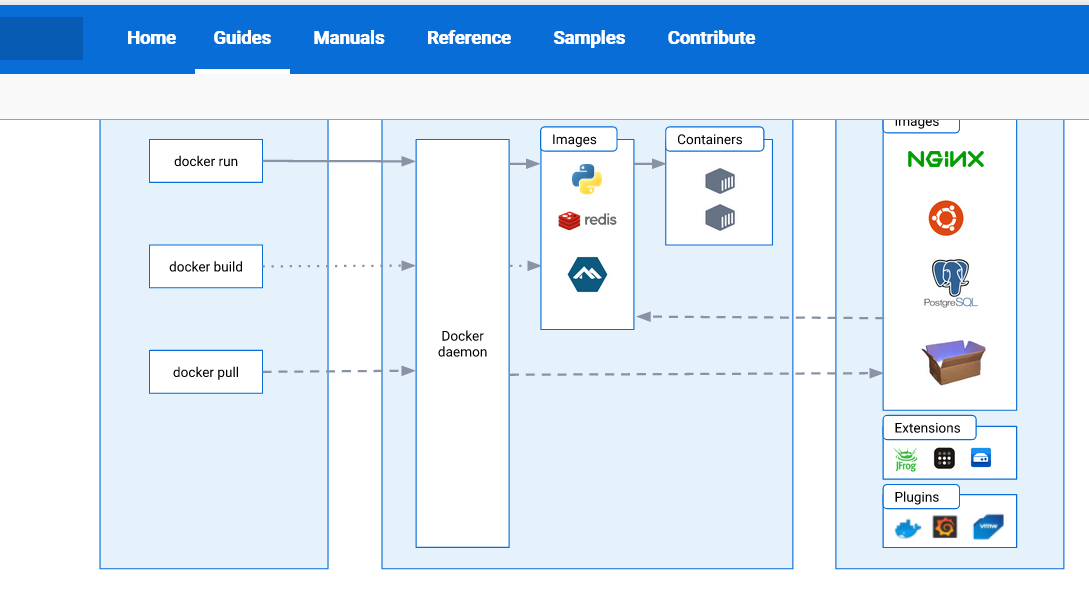 Home Guides Manuals Reference Samples Contribute
docker run
docker build
docker pull
Docker
daemon
Images
redis
Containers
Images
NGINX
PostgreSQL
Extensions
JFrog
Plugins
vmw